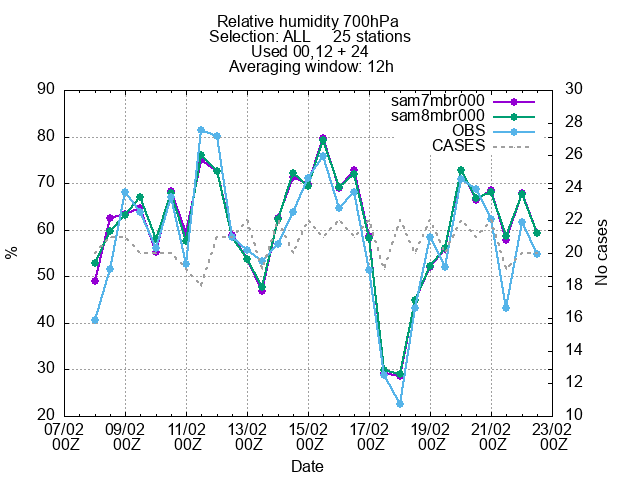 Relative humidity 700hPa
Selection: ALL 25 stations
Used 00,12 + 24
Averaging window: 12h
sam7mbr000
sam8mbr000
OBS
CASES
90
80
70
60
50
40
30
20
%
30
28
26
24
22
20
18
16
14
12
10
No cases
07/02 09/02 11/02 13/02 15/02 17/02 19/02 21/02 23/02
00Z 00Z 00Z 00Z 00Z 00Z 00Z 00Z 00Z
Date